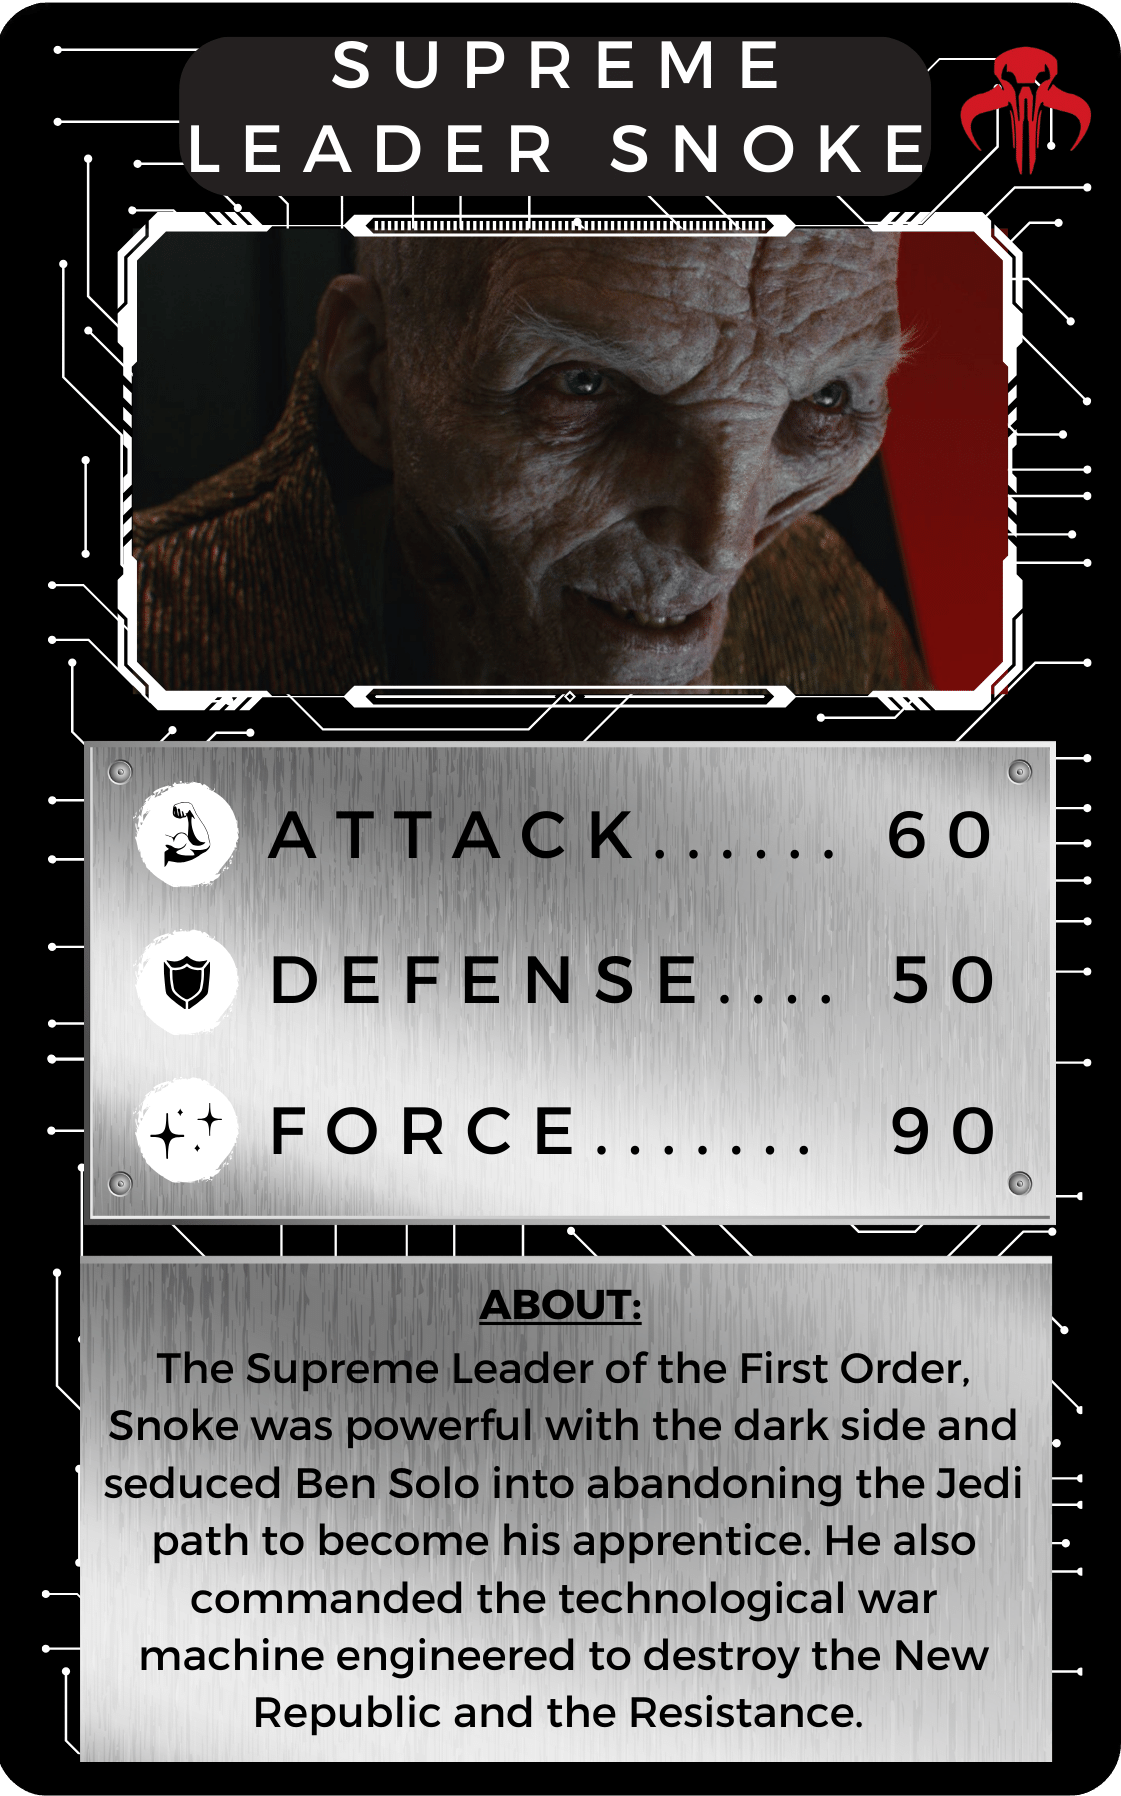 SUPREME
LEADER SNOKE
ATTACK...... 60
DEFENSE.... 50
FORCE....... 90
ABOUT:
The Supreme Leader of the First Order,
Snoke was powerful with the dark side and
seduced Ben Solo into abandoning the Jedi
path to become his apprentice. He also
commanded the technological war
machine engineered to destroy the New
Republic and the Resistance.